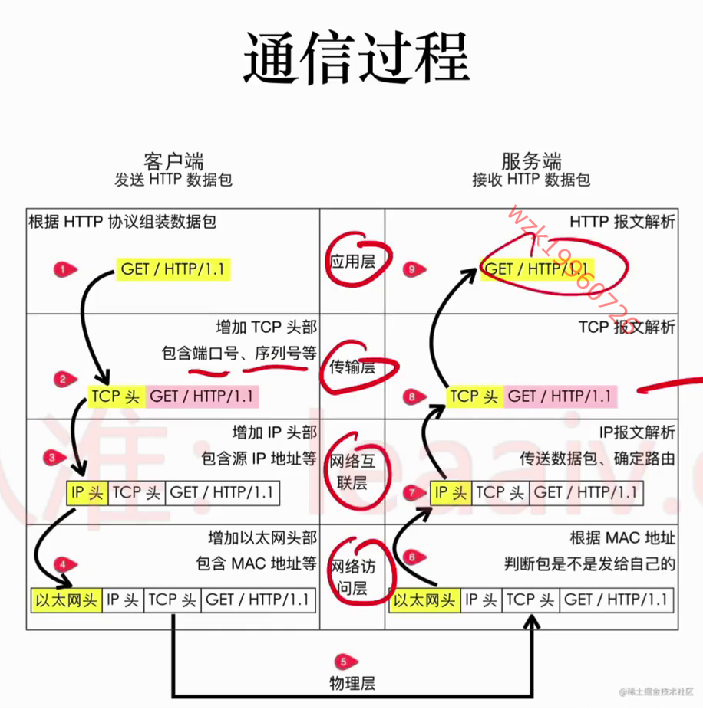 通信过程
客户端
发送 HTTP 数据包
服务端
接收 HTTP 数据包
根据 HTTP 协议组装数据包
1
GET / HTTP/1.1
应用层
HTTP 报文解析
9
GET / HTTP/1.1
wzk19960726
增加 TCP 头部
包含端口号、序列号等
2
TCP 头 GET / HTTP/1.1
传输层
TCP 报文解析
8
TCP 头 GET / HTTP/1.1
增加 IP 头部
包含源 IP 地址等
3
IP 头 TCP 头 GET / HTTP/1.1
网络互
联层
IP报文解析
传送数据包、确定路由
7
IP 头 TCP 头 GET / HTTP/1.1
增加以太网头部
包含 MAC 地址等
4
以太网头 IP 头 TCP 头 GET / HTTP/1.1
网络访
问层
根据 MAC 地址
判断包是不是发给自己的
6
以太网头 IP 头 TCP 头 GET / HTTP/1.1
5
物理层
@稀土掘金技术社区